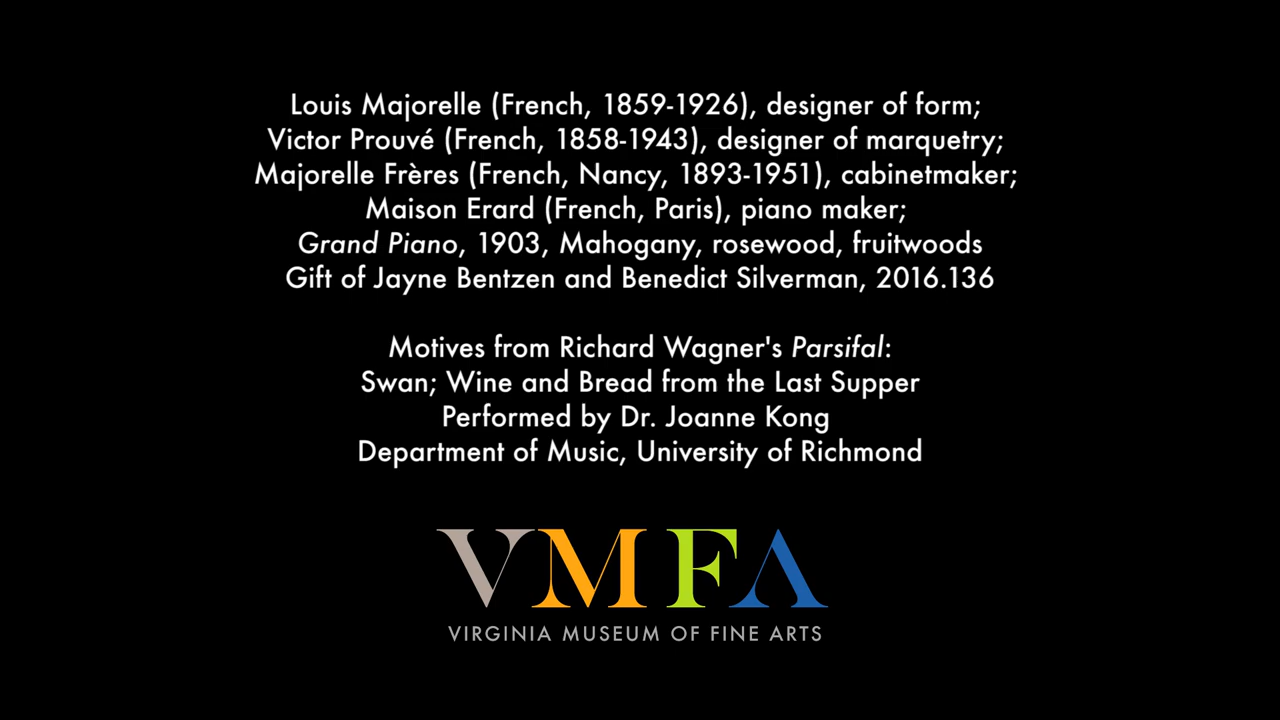 Louis Majorelle (French, 1859-1926), designer of form;
Victor Prouvé (French, 1858-1943), designer of marquetry;
Majorelle Frères (French, Nancy, 1893-1951), cabinetmaker;
Maison Erard (French, Paris), piano maker;
Grand Piano, 1903, Mahogany, rosewood, fruitwoods
Gift of Jayne Bentzen and Benedict Silverman, 2016.136
Motives from Richard Wagner's Parsifal:
Swan; Wine and Bread from the Last Supper
Performed by Dr. Joanne Kong
Department of Music, University of Richmond
VMFA
VIRGINIA MUSEUM OF FINE ARTS